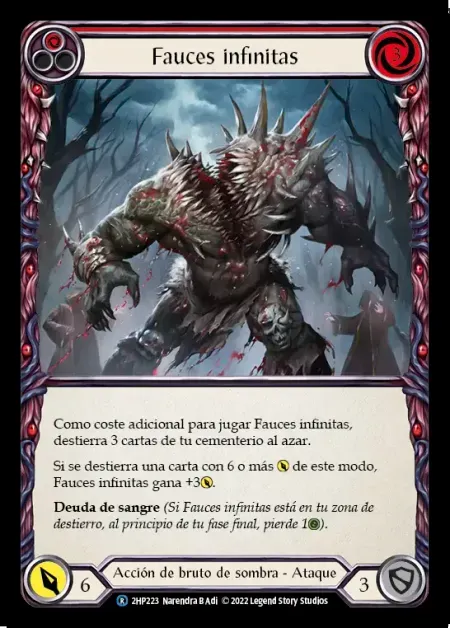 Fauces infinitas
3
Como coste adicional para jugar Fauces infinitas,
destierra 3 cartas de tu cementerio al azar.
Si se destierra una carta con 6 o más de este modo,
Fauces infinitas gana +3.
Deuda de sangre (Si Fauces infinitas está en tu zona de
destierro, al principio de tu fase final, pierde 1).
6
Acción de bruto de sombra - Ataque
3
R 2HP223 Narendra B Adi © 2022 Legend Story Studios